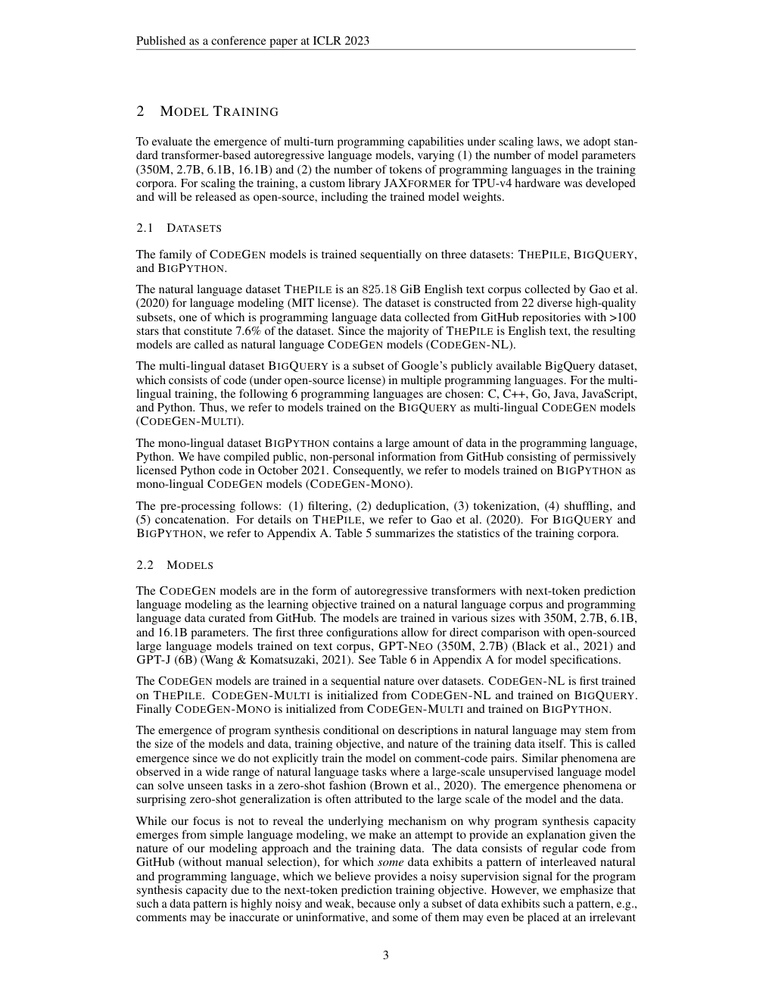 Published as a conference paper at ICLR 2023
2 MODEL TRAINING
To evaluate the emergence of multi-turn programming capabilities under scaling laws, we adopt stan-
dard transformer-based autoregressive language models, varying (1) the number of model parameters
(350M, 2.7B, 6.1B, 16.1B) and (2) the number of tokens of programming languages in the training
corpora. For scaling the training, a custom library JAXFORMER for TPU-v4 hardware was developed
and will be released as open-source, including the trained model weights.
2.1 DATASETS
The family of CODEGEN models is trained sequentially on three datasets: THEPILE, BIGQUERY,
and BIGPYTHON.
The natural language dataset THEPILE is an 825.18 GiB English text corpus collected by Gao et al.
(2020) for language modeling (MIT license). The dataset is constructed from 22 diverse high-quality
subsets, one of which is programming language data collected from GitHub repositories with >100
stars that constitute 7.6% of the dataset. Since the majority of THEPILE is English text, the resulting
models are called as natural language CODEGEN models (CODEGEN-NL).
The multi-lingual dataset BIGQUERY is a subset of Google's publicly available BigQuery dataset,
which consists of code (under open-source license) in multiple programming languages. For the multi-
lingual training, the following 6 programming languages are chosen: C, C++, Go, Java, JavaScript,
and Python. Thus, we refer to models trained on the BIGQUERY as multi-lingual CODEGEN models
(CODEGEN-MULTI).
The mono-lingual dataset BIGPYTHON contains a large amount of data in the programming language,
Python. We have compiled public, non-personal information from GitHub consisting of permissively
licensed Python code in October 2021. Consequently, we refer to models trained on BIGPYTHON as
mono-lingual CODEGEN models (CODEGEN-MONO).
The pre-processing follows: (1) filtering, (2) deduplication, (3) tokenization, (4) shuffling, and
(5) concatenation. For details on THEPILE, we refer to Gao et al. (2020). For BIGQUERY and
BIGPYTHON, we refer to Appendix A. Table 5 summarizes the statistics of the training corpora.
2.2 MODELS
The CODEGEN models are in the form of autoregressive transformers with next-token prediction
language modeling as the learning objective trained on a natural language corpus and programming
language data curated from GitHub. The models are trained in various sizes with 350M, 2.7B, 6.1B,
and 16.1B parameters. The first three configurations allow for direct comparison with open-sourced
large language models trained on text corpus, GPT-NEO (350M, 2.7B) (Black et al., 2021) and
GPT-J (6B) (Wang & Komatsuzaki, 2021). See Table 6 in Appendix A for model specifications.
The CODEGEN models are trained in a sequential nature over datasets. CODEGEN-NL is first trained
on THEPILE. CODEGEN-MULTI is initialized from CODEGEN-NL and trained on BIGQUERY.
Finally CODEGEN-MONO is initialized from CODEGEN-MULTI and trained on BIGPYTHON.
The emergence of program synthesis conditional on descriptions in natural language may stem from
the size of the models and data, training objective, and nature of the training data itself. This is called
emergence since we do not explicitly train the model on comment-code pairs. Similar phenomena are
observed in a wide range of natural language tasks where a large-scale unsupervised language model
can solve unseen tasks in a zero-shot fashion (Brown et al., 2020). The emergence phenomena or
surprising zero-shot generalization is often attributed to the large scale of the model and the data.
While our focus is not to reveal the underlying mechanism on why program synthesis capacity
emerges from simple language modeling, we make an attempt to provide an explanation given the
nature of our modeling approach and the training data. The data consists of regular code from
GitHub (without manual selection), for which some data exhibits a pattern of interleaved natural
and programming language, which we believe provides a noisy supervision signal for the program
synthesis capacity due to the next-token prediction training objective. However, we emphasize that
such a data pattern is highly noisy and weak, because only a subset of data exhibits such a pattern, e.g.,
comments may be inaccurate or uninformative, and some of them may even be placed at an irrelevant
3